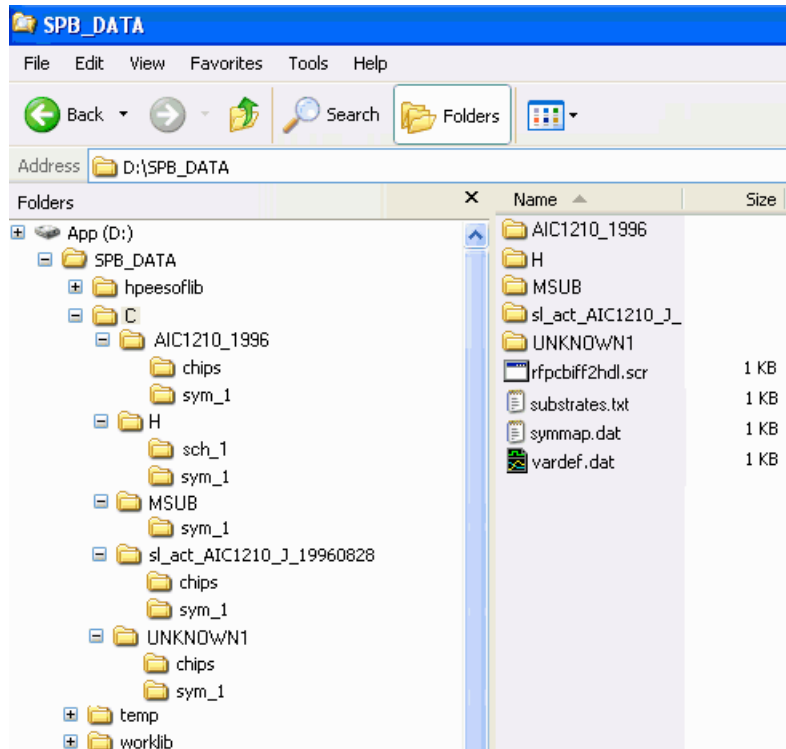 SPB_DATA
File Edit View Favorites Tools Help
Back Search Folders
Address D:\SPB_DATA
Folders
App (D:)
SPB_DATA
hpeesoflib
C
AIC1210_1996
chips
sym_1
H
sch_1
sym_1
MSUB
sym_1
sl_act_AIC1210_J_19960828
chips
sym_1
UNKNOWN1
chips
sym_1
temp
worklib
Name Size
AIC1210_1996
H
MSUB
sl_act_AIC1210_J_
UNKNOWN1
rfpcbiff2hdl.scr 1 KB
substrates.txt 1 KB
symmap.dat 1 KB
vardef.dat 1 KB